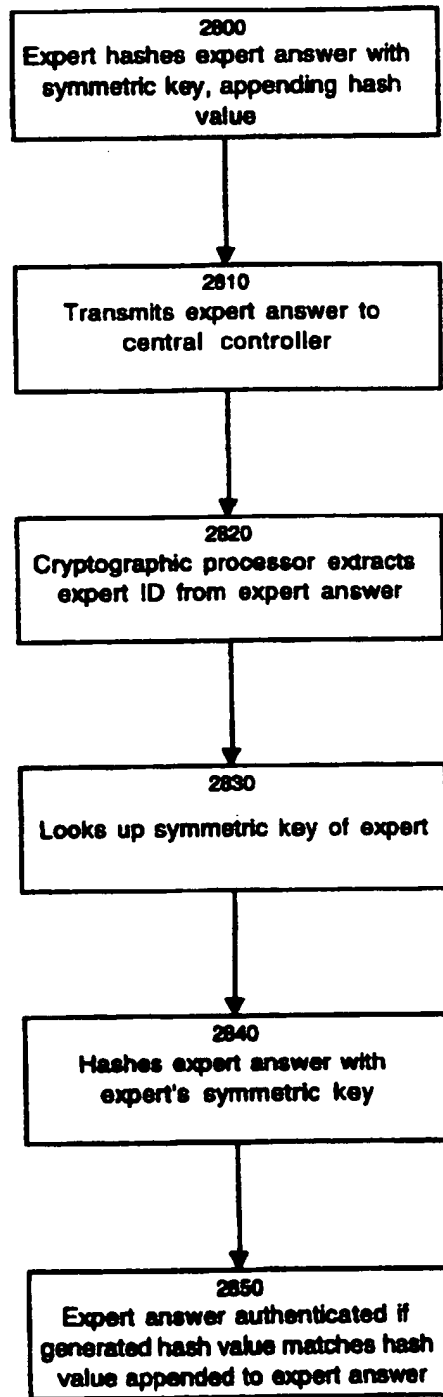 2800
Expert hashes expert answer with
symmetric key, appending hash
value
2810
Transmits expert answer to
central controller
2820
Cryptographic processor extracts
expert ID from expert answer
2830
Looks up symmetric key of expert
2840
Hashes expert answer with
expert's symmetric key
2850
Expert answer authenticated if
generated hash value matches hash
value appended to expert answer